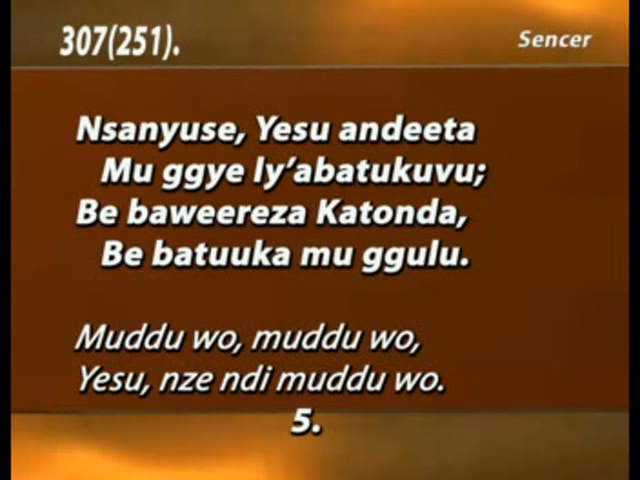 307(251).
Sencer
Nsanyuse, Yesu andeeta
Mu ggye ly'abatukuvu;
Be baweereza Katonda,
Be batuuka mu ggulu.
Muddu wo, muddu wo,
Yesu, nze ndi muddu wo.
5.